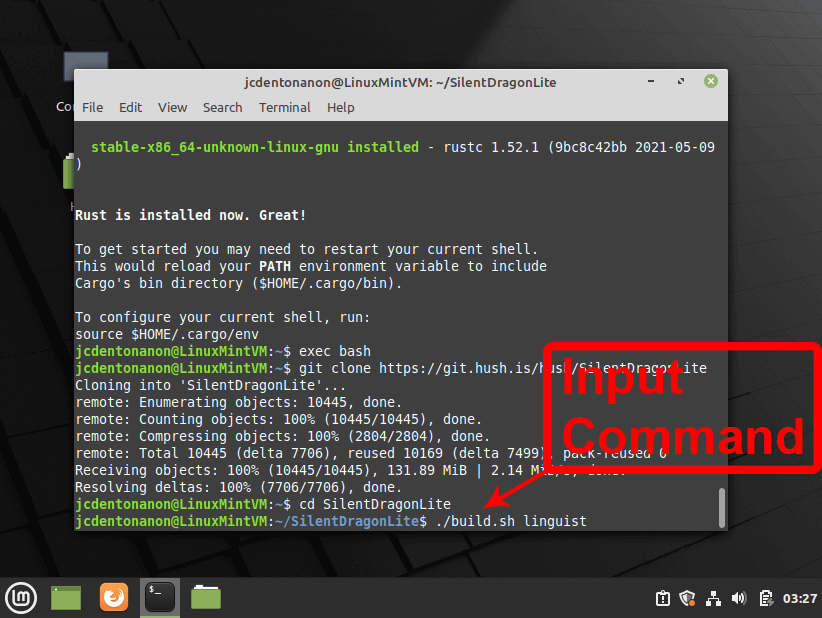 jcdentonanon@LinuxMintVM: ~/SilentDragonLite
File Edit View Search Terminal Help
stable-x86_64-unknown-linux-gnu installed - rustc 1.52.1 (9bc8c42bb 2021-05-09
)
Rust is installed now. Great!
To get started you may need to restart your current shell.
This would reload your PATH environment variable to include
Cargo's bin directory ($HOME/.cargo/bin).
To configure your current shell, run:
source $HOME/.cargo/env
jcdentonanon@LinuxMintVM:~$ exec bash
jcdentonanon@LinuxMintVM:~$ git clone https://git.hush.is/hush/SilentDragonLite
Cloning into 'SilentDragonLite'...
remote: Enumerating objects: 10445, done.
remote: Counting objects: 100% (10445/10445), done.
remote: Compressing objects: 100% (2804/2804), done.
remote: Total 10445 (delta 7706), reused 10169 (delta 7499), pack-reused 0
Receiving objects: 100% (10445/10445), 131.89 MiB | 2.14 MiB/s, done.
Resolving deltas: 100% (7706/7706), done.
jcdentonanon@LinuxMintVM:~$ cd SilentDragonLite
jcdentonanon@LinuxMintVM:~/SilentDragonLite$ ./build.sh linguist
Input
Command
03:27